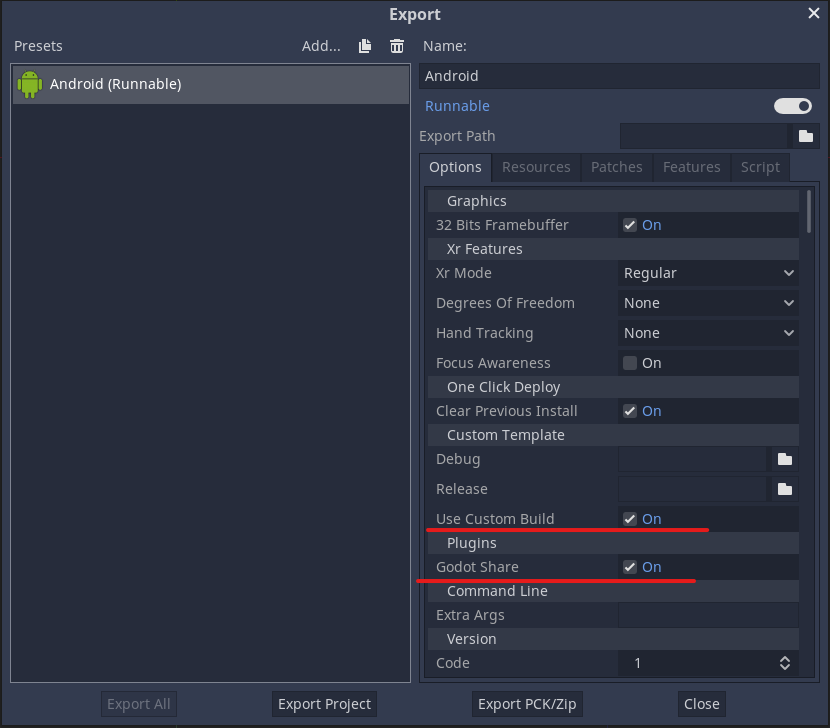 Export
Presets
Add...
Name:
Android (Runnable)
Android
Runnable
Export Path
Options Resources Patches Features Script
Graphics
32 Bits Framebuffer On
Xr Features
Xr Mode Regular
Degrees Of Freedom None
Hand Tracking None
Focus Awareness On
One Click Deploy
Clear Previous Install On
Custom Template
Debug
Release
Use Custom Build On
Plugins
Godot Share On
Command Line
Extra Args
Version
Code 1
Export All Export Project Export PCK/Zip Close